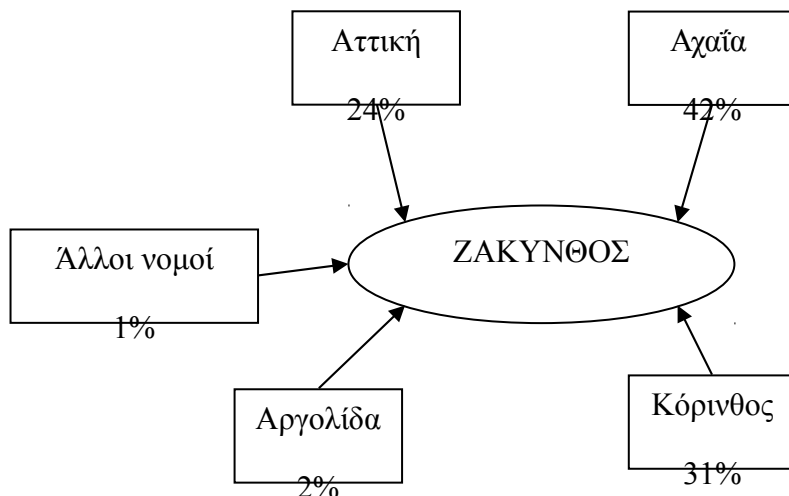 Αττική
24%
Αχαΐα
42%
Άλλοι νομοί
1%
ΖΑΚΥΝΘΟΣ
Αργολίδα
2%
Κόρινθος
31%